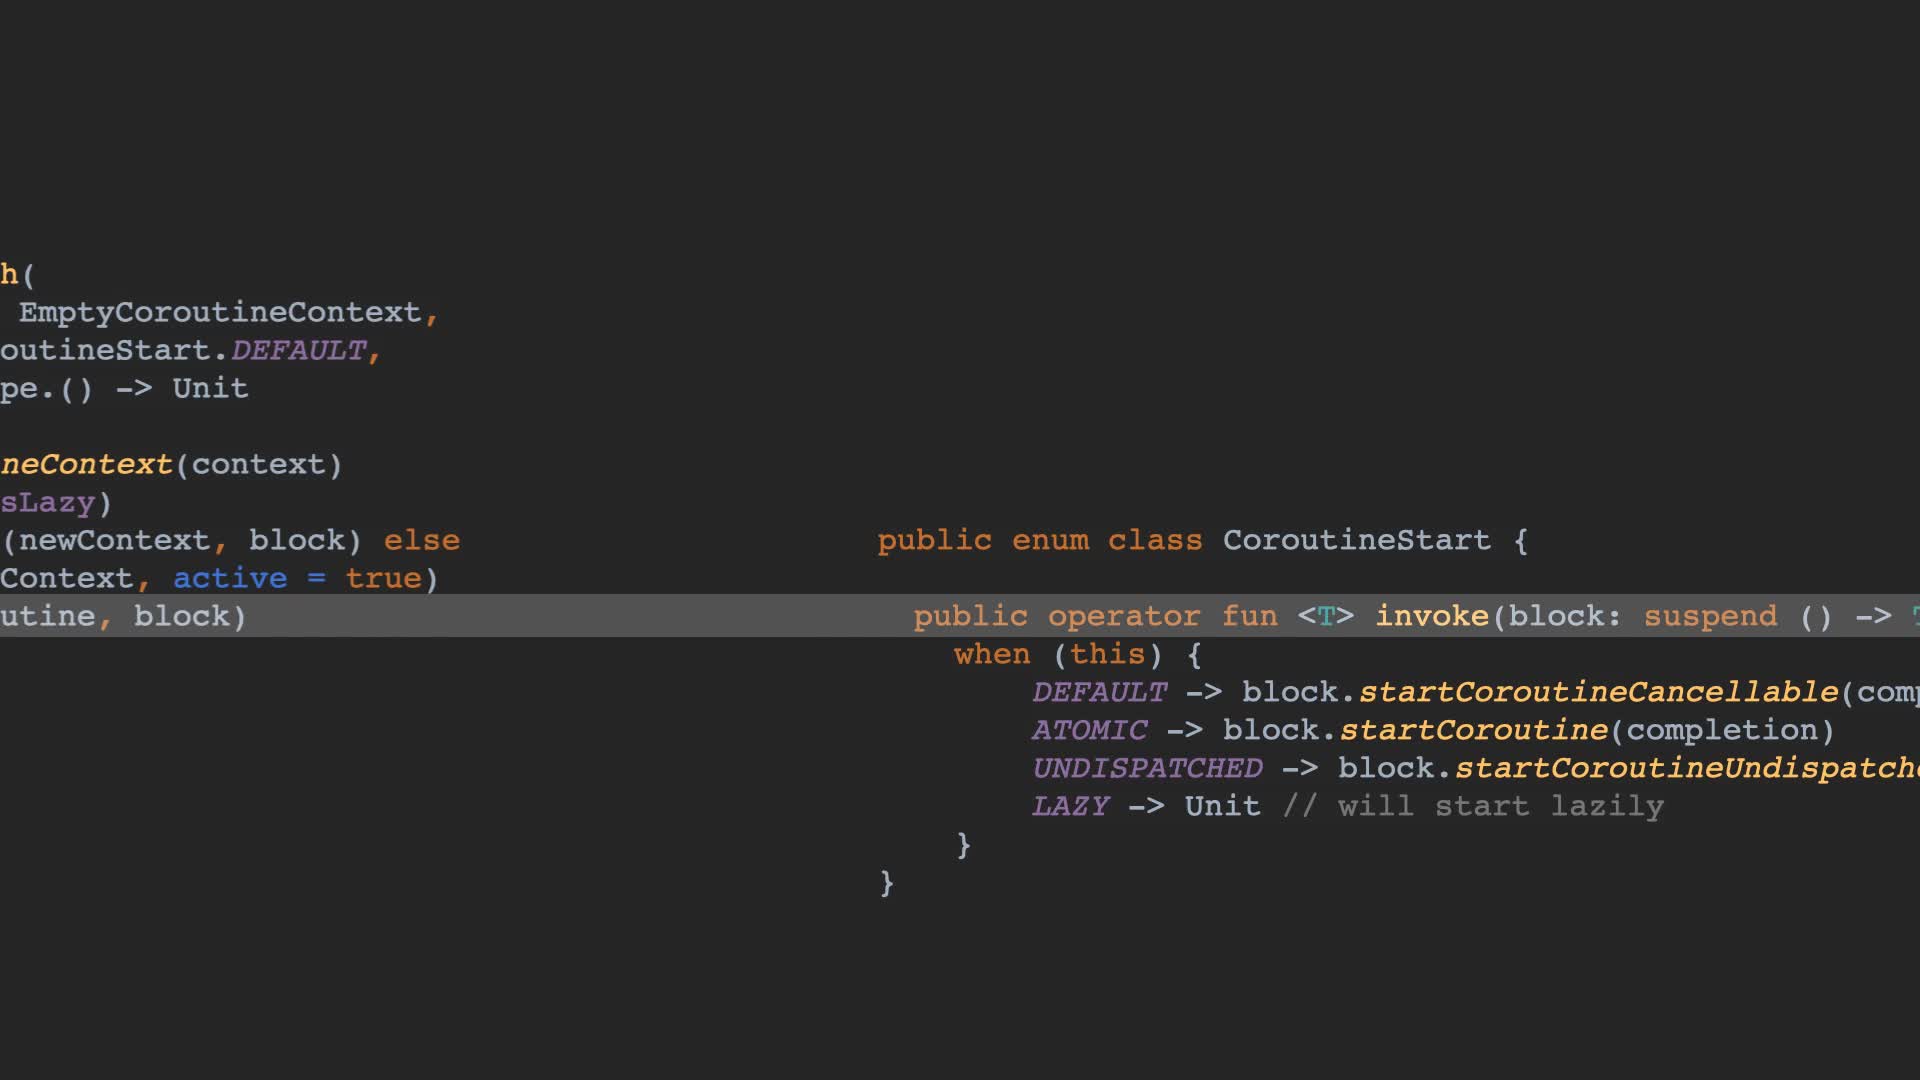 h(
EmptyCoroutineContext,
outineStart.DEFAULT,
pe.() -> Unit
neContext(context)
sLazy)
(newContext, block) else
Context, active = true)
utine, block)
public enum class CoroutineStart {
public operator fun <T> invoke(block: suspend () -> T
when (this) {
DEFAULT -> block.startCoroutineCancellable(comp
ATOMIC -> block.startCoroutine(completion)
UNDISPATCHED -> block.startCoroutineUndispatche
LAZY -> Unit // will start lazily
}
}